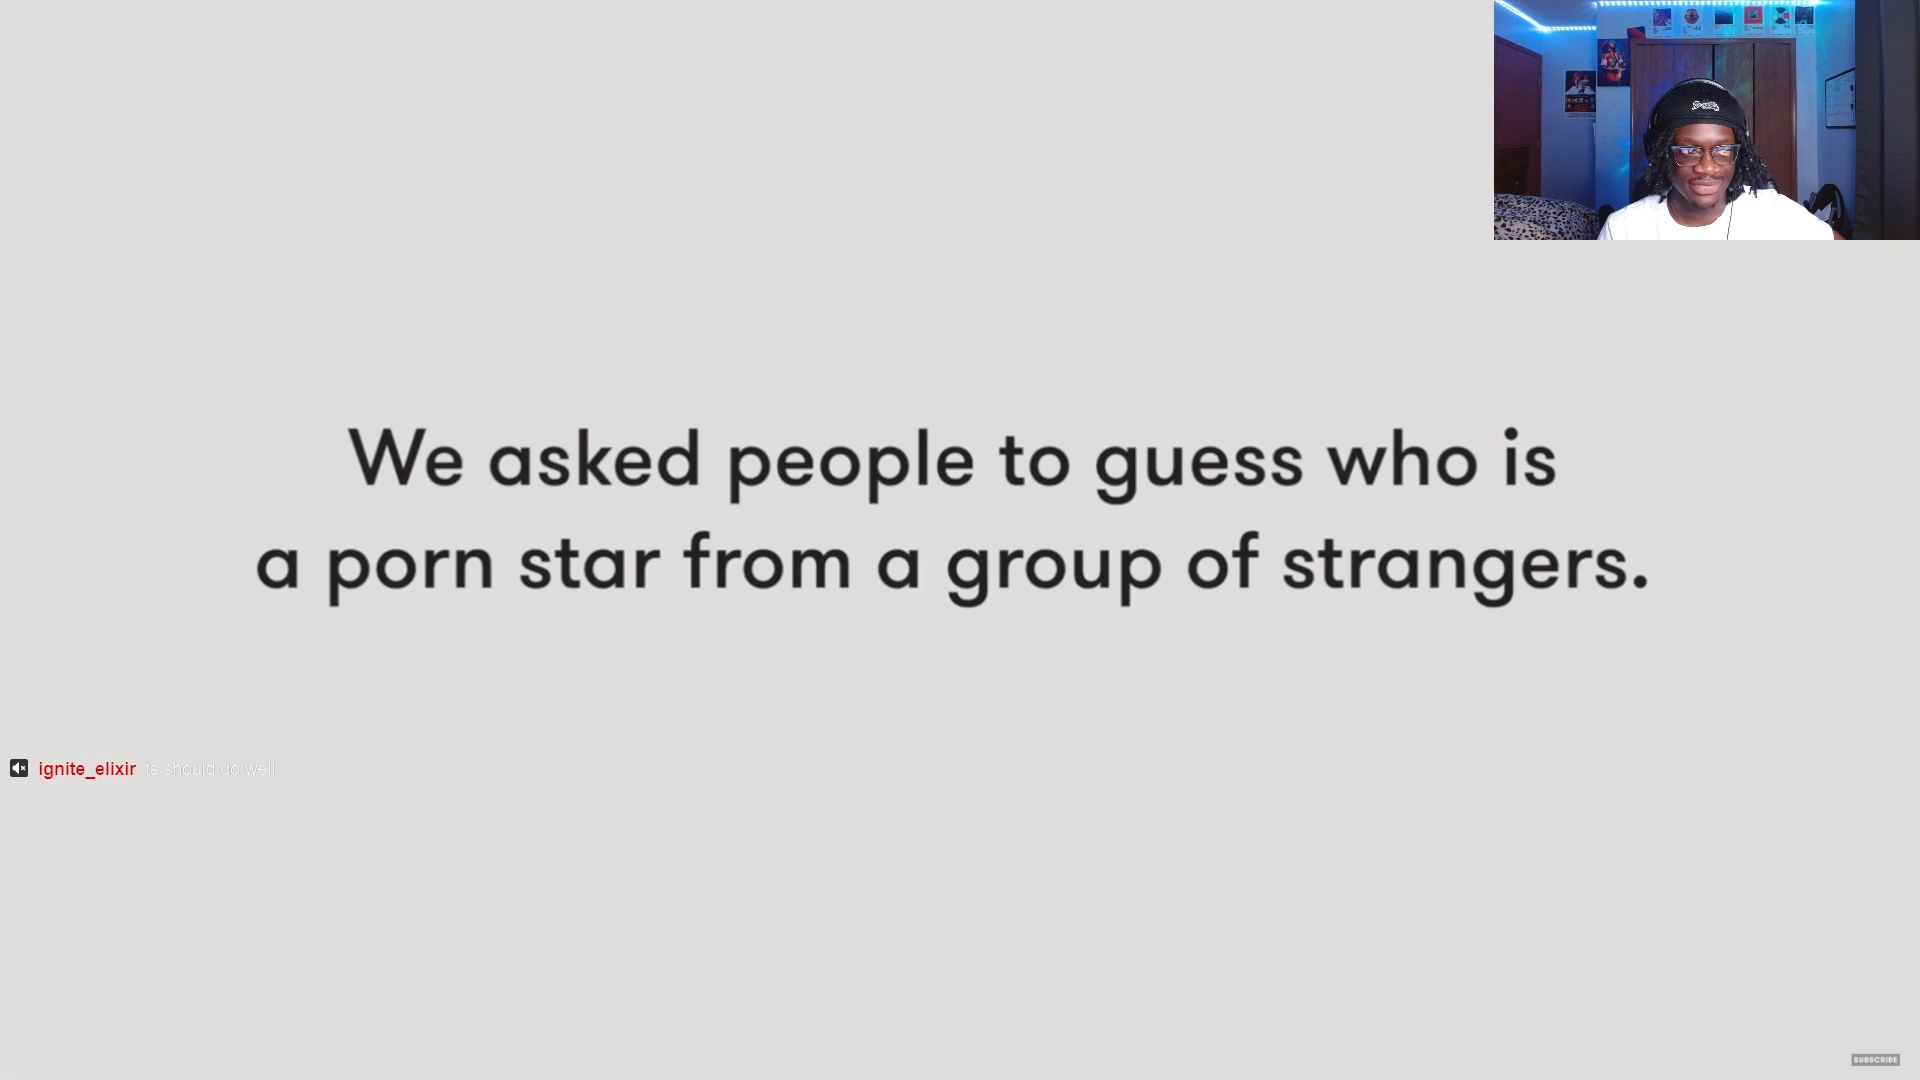 We asked people to guess who is
a porn star from a group of strangers.
ignite_elixir ts should do well
SUBSCRIBE